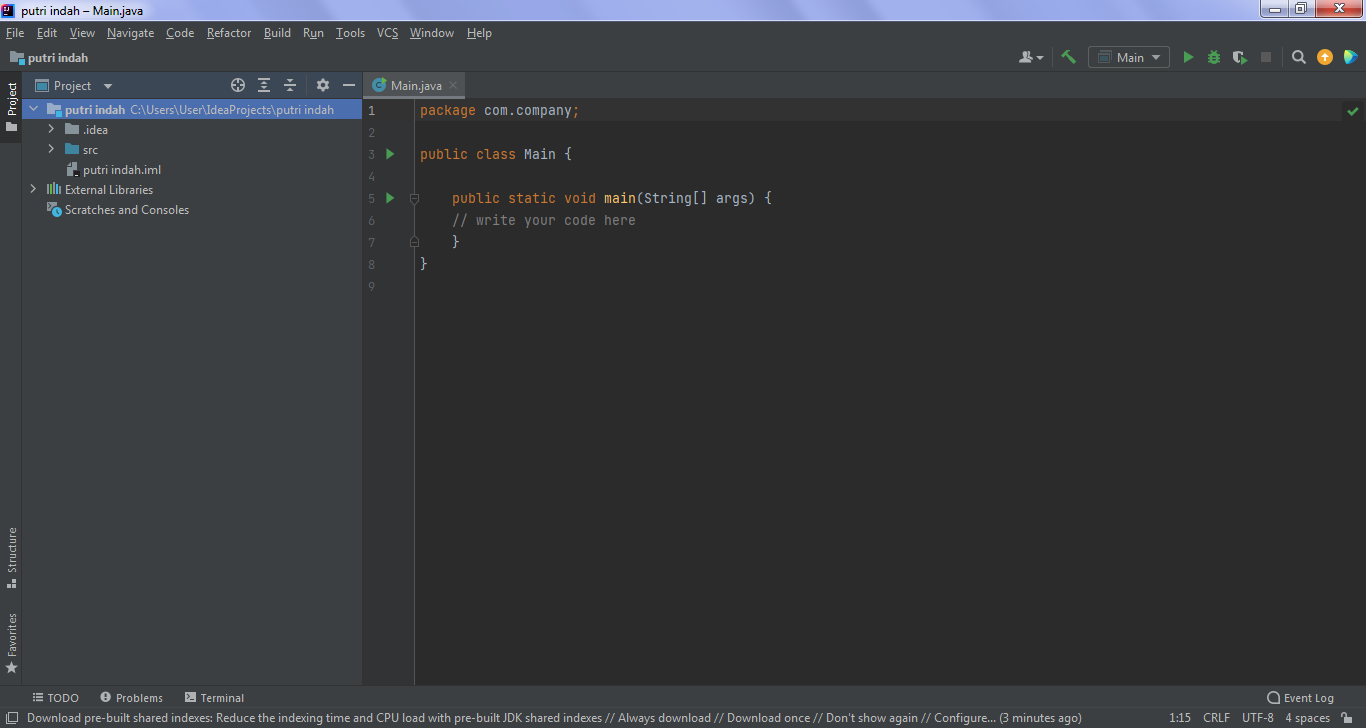 putri indah – Main.java
File Edit View Navigate Code Refactor Build Run Tools VCS Window Help
putri indah
Main
Project
Project
Main.java
putri indah C:\Users\User\IdeaProjects\putri indah
.idea
src
putri indah.iml
External Libraries
Scratches and Consoles
1 package com.company;
2
3 public class Main {
4
5 public static void main(String[] args) {
6 // write your code here
7 }
8 }
9
Structure
Favorites
TODO Problems Terminal Event Log
Download pre-built shared indexes: Reduce the indexing time and CPU load with pre-built JDK shared indexes // Always download // Download once // Don't show again // Configure... (3 minutes ago) 1:15 CRLF UTF-8 4 spaces